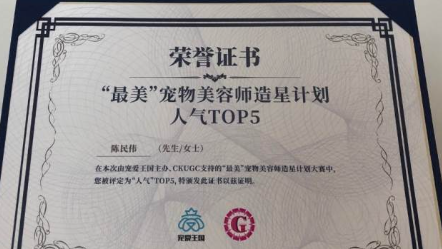 荣誉证书
“最美”宠物美容师造星计划
人气TOP5
陈民伟 (先生/女士)
在本次由宠爱王国主办、CKUGC支持的“最美”宠物美容师造星计划大赛中,
您被评定为“人气”TOP5,特颁发此证书以兹证明。
宠爱王国